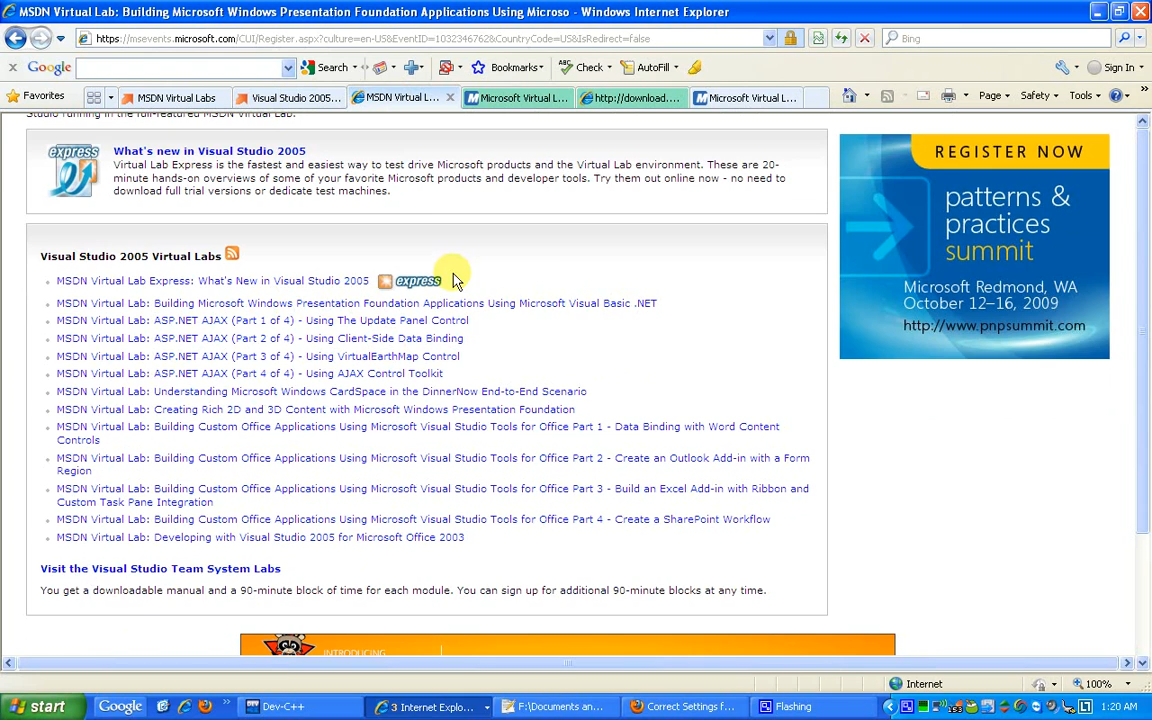 MSDN Virtual Lab: Building Microsoft Windows Presentation Foundation Applications Using Microso - Windows Internet Explorer
https://msevents.microsoft.com/CUI/Register.aspx?culture=en-US&EventID=1032346762&CountryCode=US&IsRedirect=false
Bing
x Google Search Bookmarks Check AutoFill Sign In
Favorites MSDN Virtual Labs Visual Studio 2005... MSDN Virtual L... x Microsoft Virtual L... http://download.... Microsoft Virtual L... Page Safety Tools
Studio running in the full-featured MSDN Virtual Lab.
express
What's new in Visual Studio 2005
Virtual Lab Express is the fastest and easiest way to test drive Microsoft products and the Virtual Lab environment. These are 20-
minute hands-on overviews of some of your favorite Microsoft products and developer tools. Try them out online now - no need to
download full trial versions or dedicate test machines.
REGISTER NOW
patterns &
practices
summit
Microsoft Redmond, WA
October 12–16, 2009
http://www.pnpsummit.com
Visual Studio 2005 Virtual Labs
MSDN Virtual Lab Express: What's New in Visual Studio 2005 express
MSDN Virtual Lab: Building Microsoft Windows Presentation Foundation Applications Using Microsoft Visual Basic .NET
MSDN Virtual Lab: ASP.NET AJAX (Part 1 of 4) - Using The Update Panel Control
MSDN Virtual Lab: ASP.NET AJAX (Part 2 of 4) - Using Client-Side Data Binding
MSDN Virtual Lab: ASP.NET AJAX (Part 3 of 4) - Using VirtualEarthMap Control
MSDN Virtual Lab: ASP.NET AJAX (Part 4 of 4) - Using AJAX Control Toolkit
MSDN Virtual Lab: Understanding Microsoft Windows CardSpace in the DinnerNow End-to-End Scenario
MSDN Virtual Lab: Creating Rich 2D and 3D Content with Microsoft Windows Presentation Foundation
MSDN Virtual Lab: Building Custom Office Applications Using Microsoft Visual Studio Tools for Office Part 1 - Data Binding with Word Content
Controls
MSDN Virtual Lab: Building Custom Office Applications Using Microsoft Visual Studio Tools for Office Part 2 - Create an Outlook Add-in with a Form
Region
MSDN Virtual Lab: Building Custom Office Applications Using Microsoft Visual Studio Tools for Office Part 3 - Build an Excel Add-in with Ribbon and
Custom Task Pane Integration
MSDN Virtual Lab: Building Custom Office Applications Using Microsoft Visual Studio Tools for Office Part 4 - Create a SharePoint Workflow
MSDN Virtual Lab: Developing with Visual Studio 2005 for Microsoft Office 2003
Visit the Visual Studio Team System Labs
You get a downloadable manual and a 90-minute block of time for each module. You can sign up for additional 90-minute blocks at any time.
INTRODUCING
Internet 100%
start Google Dev-C++ 3 Internet Explo... F:\Documents an... Correct Settings f... Flashing 1:20 AM